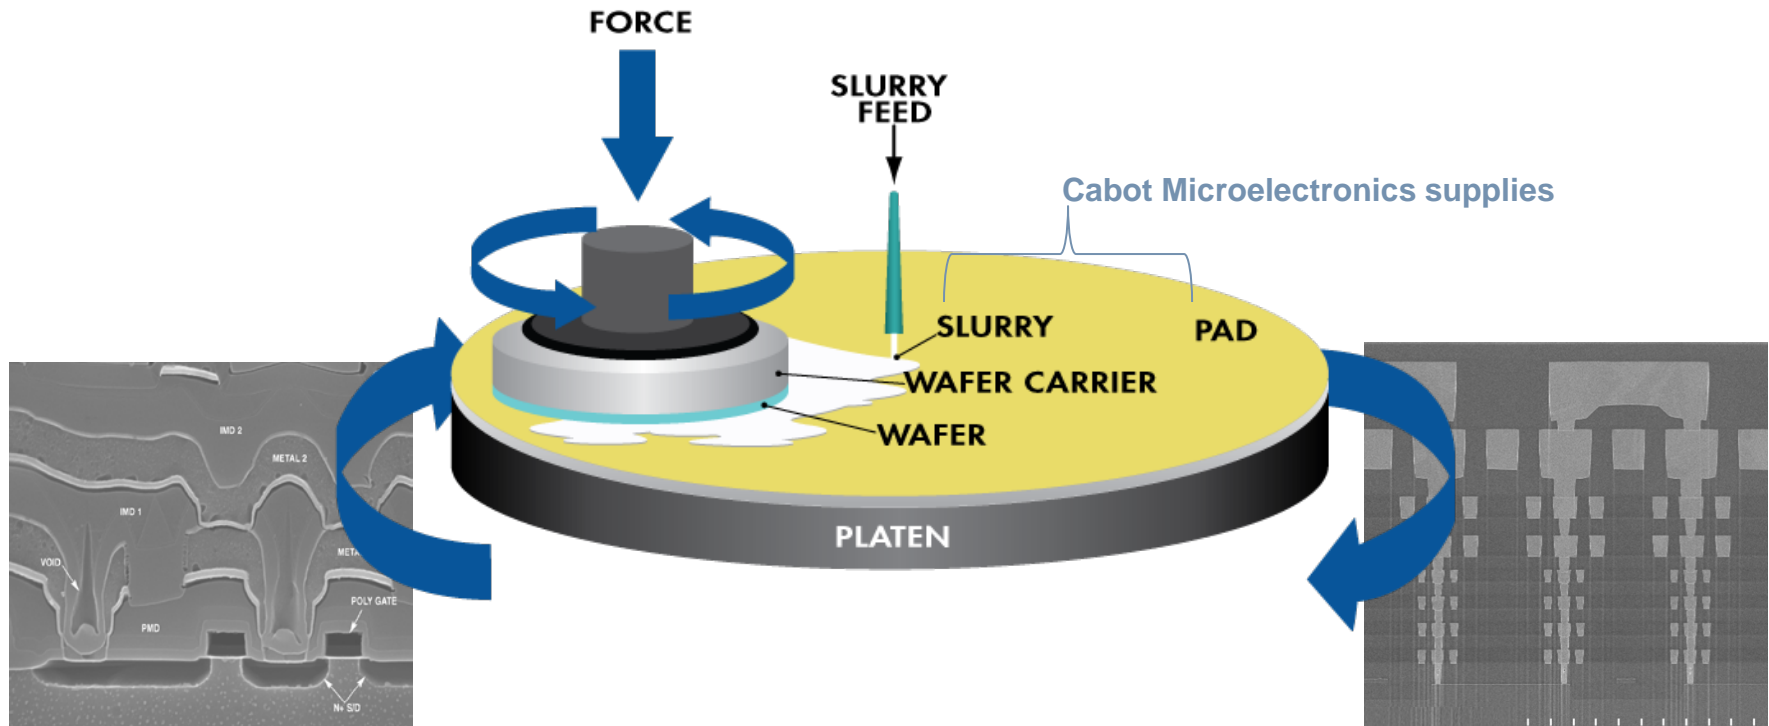 FORCE
SLURRY
FEED
Cabot Microelectronics supplies
SLURRY
PAD
WAFER CARRIER
WAFER
PLATEN
IMD 2
METAL 2
IMD 1
VOID
META
POLY GATE
PMD
N+ S/D